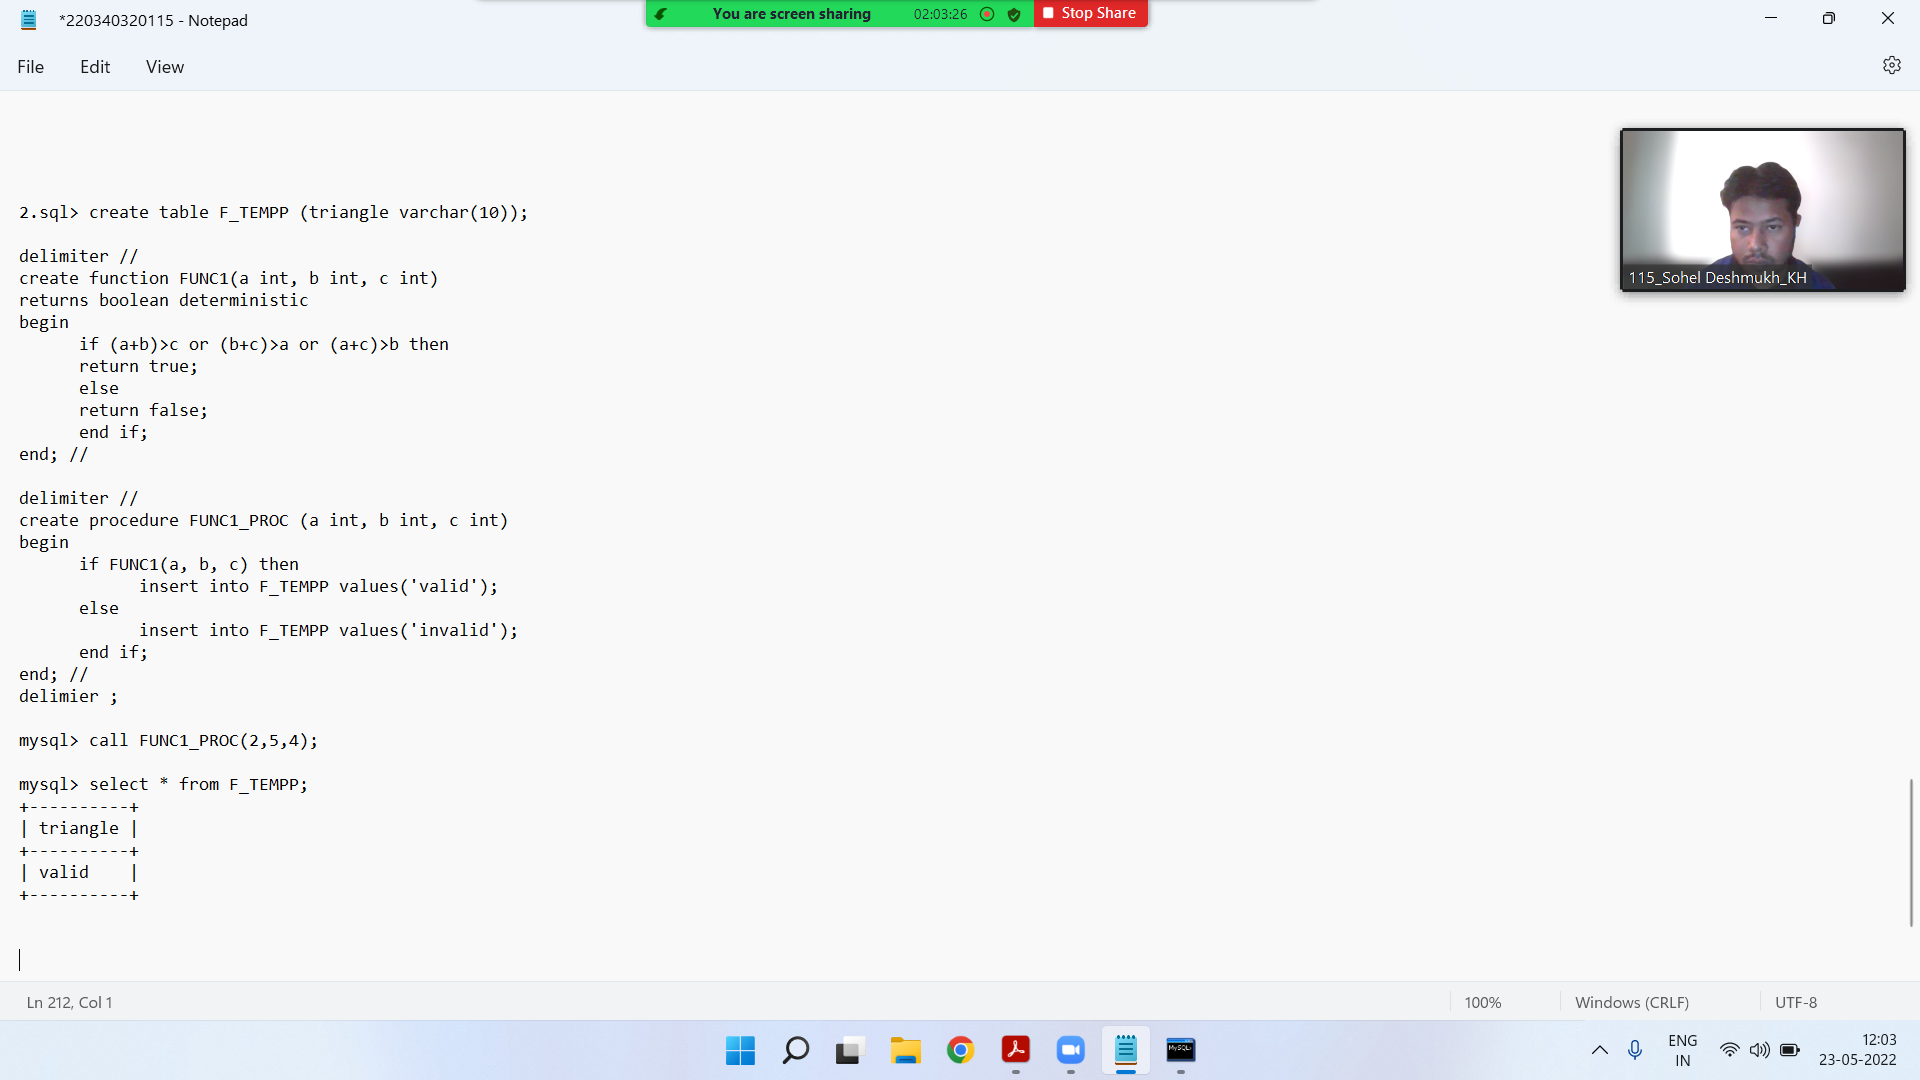 *220340320115 - Notepad
You are screen sharing
02:03:26
Stop Share
File Edit View
115_Sohel Deshmukh_KH
2.sql> create table F_TEMPP (triangle varchar(10));
delimiter //
create function FUNC1(a int, b int, c int)
returns boolean deterministic
begin
if (a+b)>c or (b+c)>a or (a+c)>b then
return true;
else
return false;
end if;
end; //
delimiter //
create procedure FUNC1_PROC (a int, b int, c int)
begin
if FUNC1(a, b, c) then
insert into F_TEMPP values('valid');
else
insert into F_TEMPP values('invalid');
end if;
end; //
delimier ;
mysql> call FUNC1_PROC(2,5,4);
mysql> select * from F_TEMPP;
+----------+
| triangle |
+----------+
| valid    |
+----------+
Ln 212, Col 1
100%
Windows (CRLF)
UTF-8
MySQL
ENG
IN
12:03
23-05-2022